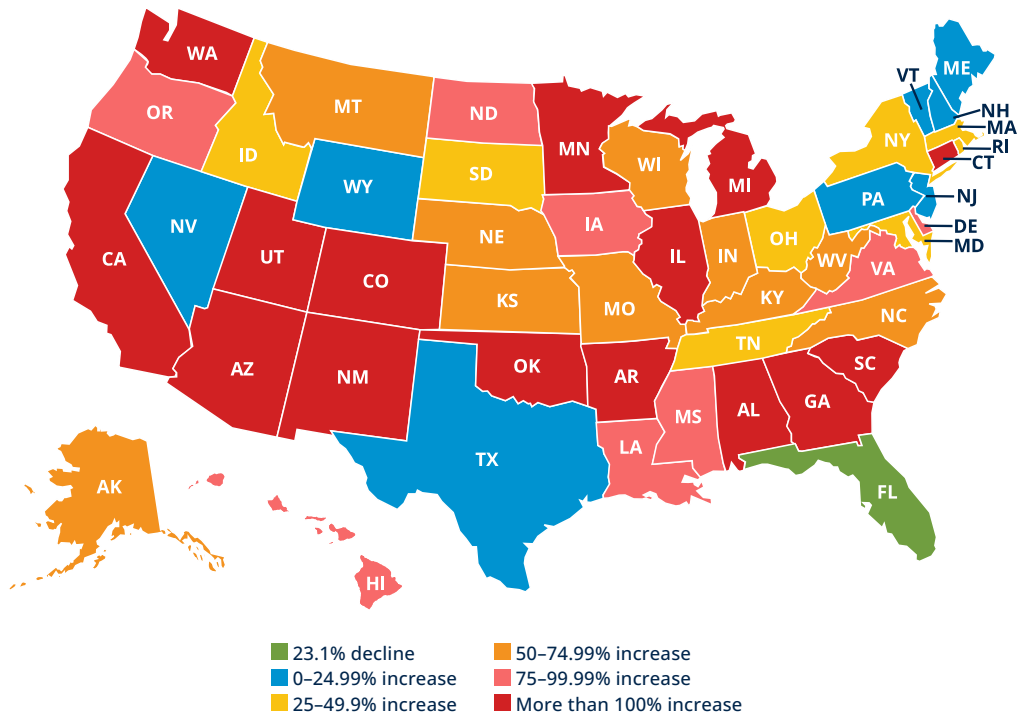 WA
ME
VT
MT
ND
OR
NH
MA
NY
MN
RI
ID
WI
CT
SD
WY
MI
NJ
PA
NV
IA
DE
NE
OH
MD
UT
IL
IN
CA
WV
VA
CO
KY
KS
MO
NC
TN
SC
OK
AZ
AR
NM
GA
AL
MS
LA
TX
AK
FL
HI
23.1% decline
0–24.99% increase
25–49.9% increase
50–74.99% increase
75–99.99% increase
More than 100% increase